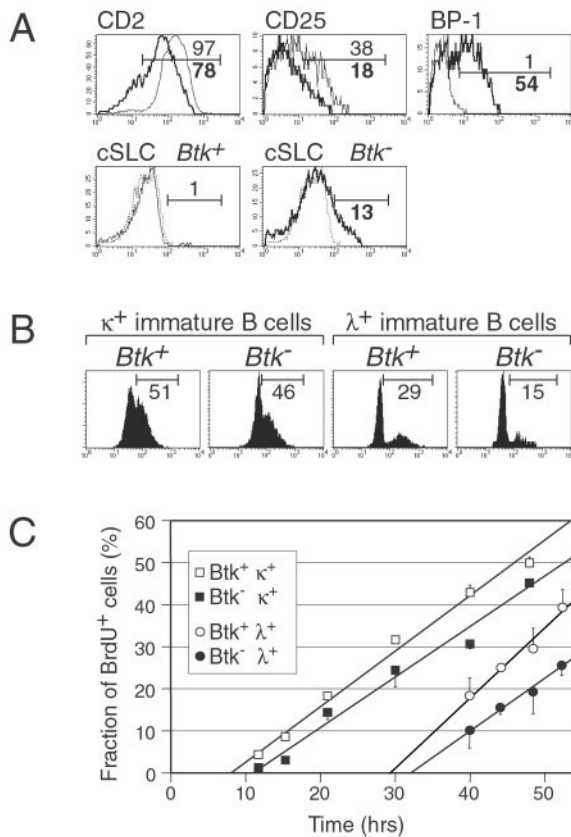 A
CD2
CD25
BP-1
97
78
38
18
1
54
cSLC Btk+
cSLC Btk-
1
13
B
κ+ immature B cells
λ+ immature B cells
Btk+
Btk-
Btk+
Btk-
51
46
29
15
C
Fraction of BrdU+ cells (%)
60
50
40
30
20
10
0
Btk+ κ+
Btk- κ+
Btk+ λ+
Btk- λ+
0 10 20 30 40 50
Time (hrs)